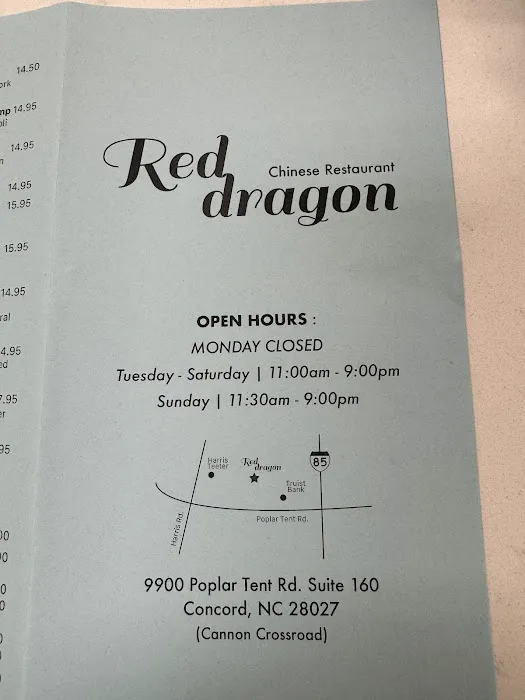 14.50
14.95
14.95
14.95
15.95
15.95
14.95
Red
dragon
Chinese Restaurant
OPEN HOURS :
MONDAY CLOSED
Tuesday - Saturday | 11:00am - 9:00pm
Sunday | 11:30am - 9:00pm
Harris
Teeter
Red
dragon
85
Truist
Bank
Harris Rd.
Poplar Tent Rd.
9900 Poplar Tent Rd. Suite 160
Concord, NC 28027
(Cannon Crossroad)